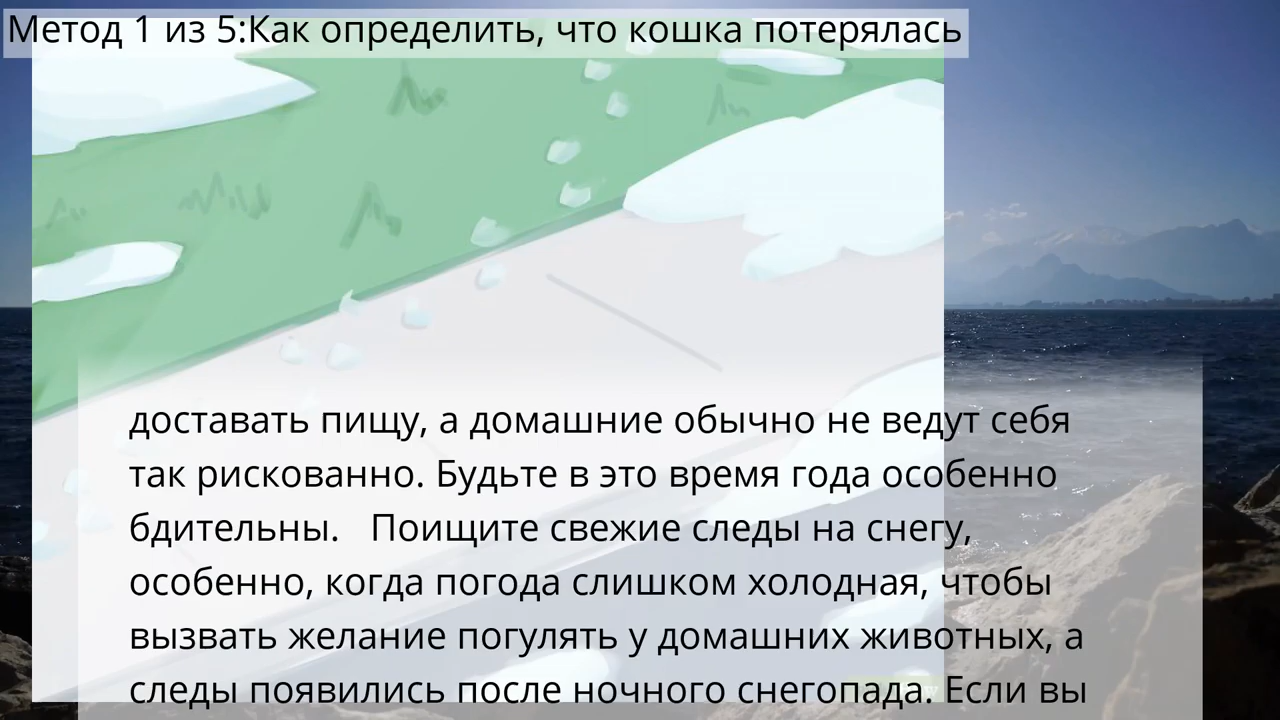 Метод 1 из 5:Как определить, что кошка потерялась
доставать пищу, а домашние обычно не ведут себя
так рискованно. Будьте в это время года особенно
бдительны.   Поищите свежие следы на снегу,
особенно, когда погода слишком холодная, чтобы
вызвать желание погулять у домашних животных, а
следы появились после ночного снегопада. Если вы